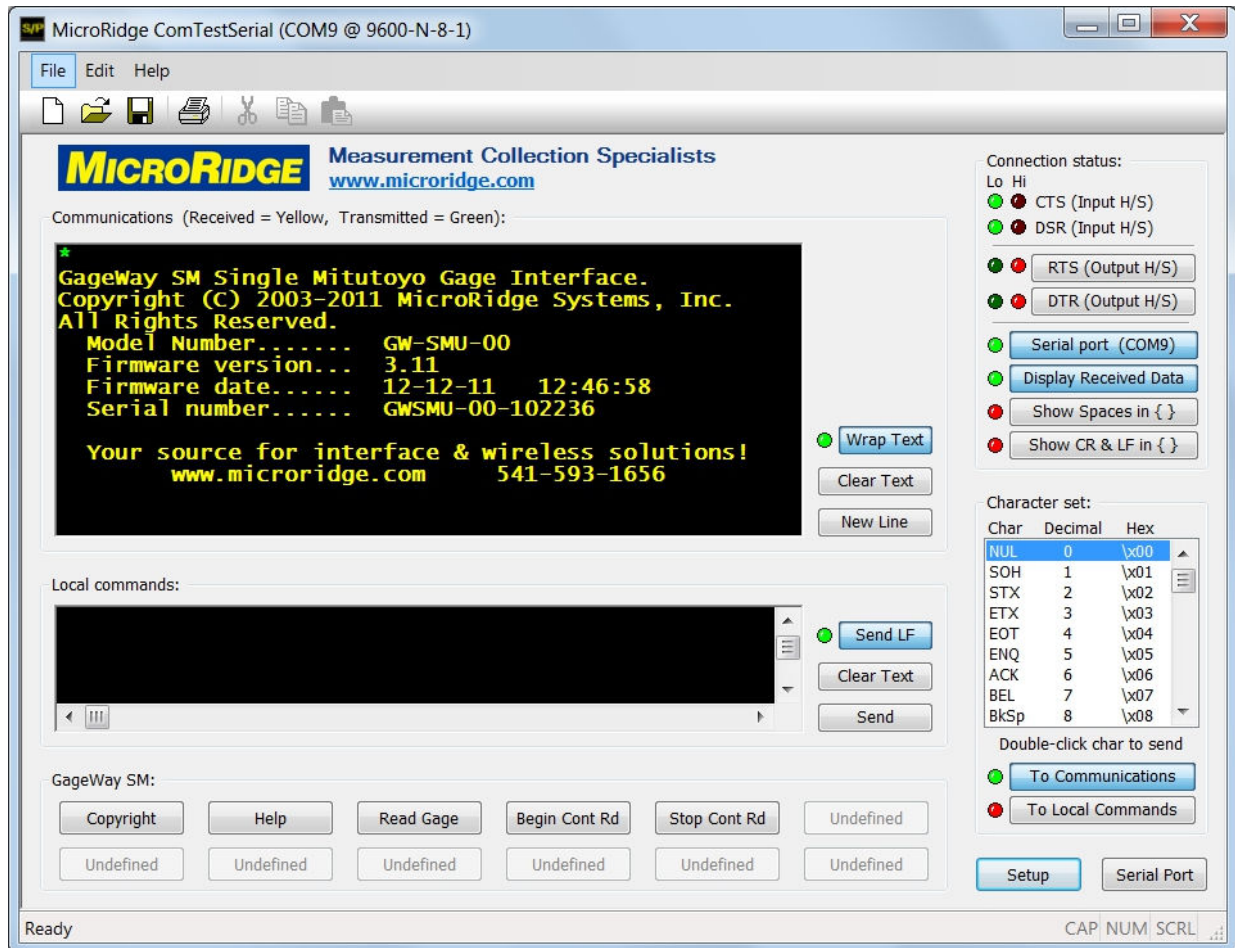 S/P MicroRidge ComTestSerial (COM9 @ 9600-N-8-1)
File Edit Help
MICRORIDGE
Measurement Collection Specialists
www.microridge.com
Communications (Received = Yellow, Transmitted = Green):
*
GageWay SM Single Mitutoyo Gage Interface.
Copyright (C) 2003-2011 MicroRidge Systems, Inc.
All Rights Reserved.
Model Number....... GW-SMU-00
Firmware version... 3.11
Firmware date...... 12-12-11 12:46:58
Serial number...... GWSMU-00-102236
Your source for interface & wireless solutions!
www.microridge.com 541-593-1656
Wrap Text
Clear Text
New Line
Local commands:
Send LF
Clear Text
Send
GageWay SM:
Copyright Help Read Gage Begin Cont Rd Stop Cont Rd Undefined
Undefined Undefined Undefined Undefined Undefined Undefined
Connection status:
Lo Hi
CTS (Input H/S)
DSR (Input H/S)
RTS (Output H/S)
DTR (Output H/S)
Serial port (COM9)
Display Received Data
Show Spaces in { }
Show CR & LF in { }
Character set:
Char Decimal Hex
NUL 0 \x00
SOH 1 \x01
STX 2 \x02
ETX 3 \x03
EOT 4 \x04
ENQ 5 \x05
ACK 6 \x06
BEL 7 \x07
BkSp 8 \x08
Double-click char to send
To Communications
To Local Commands
Setup Serial Port
Ready CAP NUM SCRL